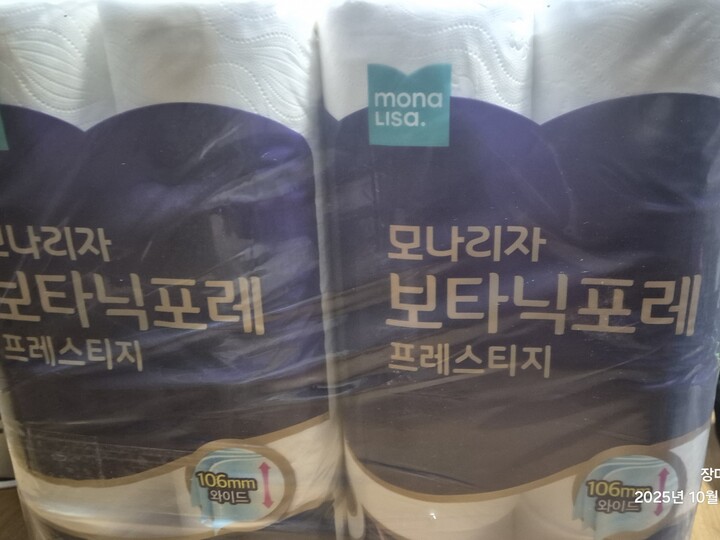 mona
LISA.
모나리자
보타닉포레
프레스티지
106mm
와이드
모나리자
보타닉포레
프레스티지
106mm
와이드
2025년 10월